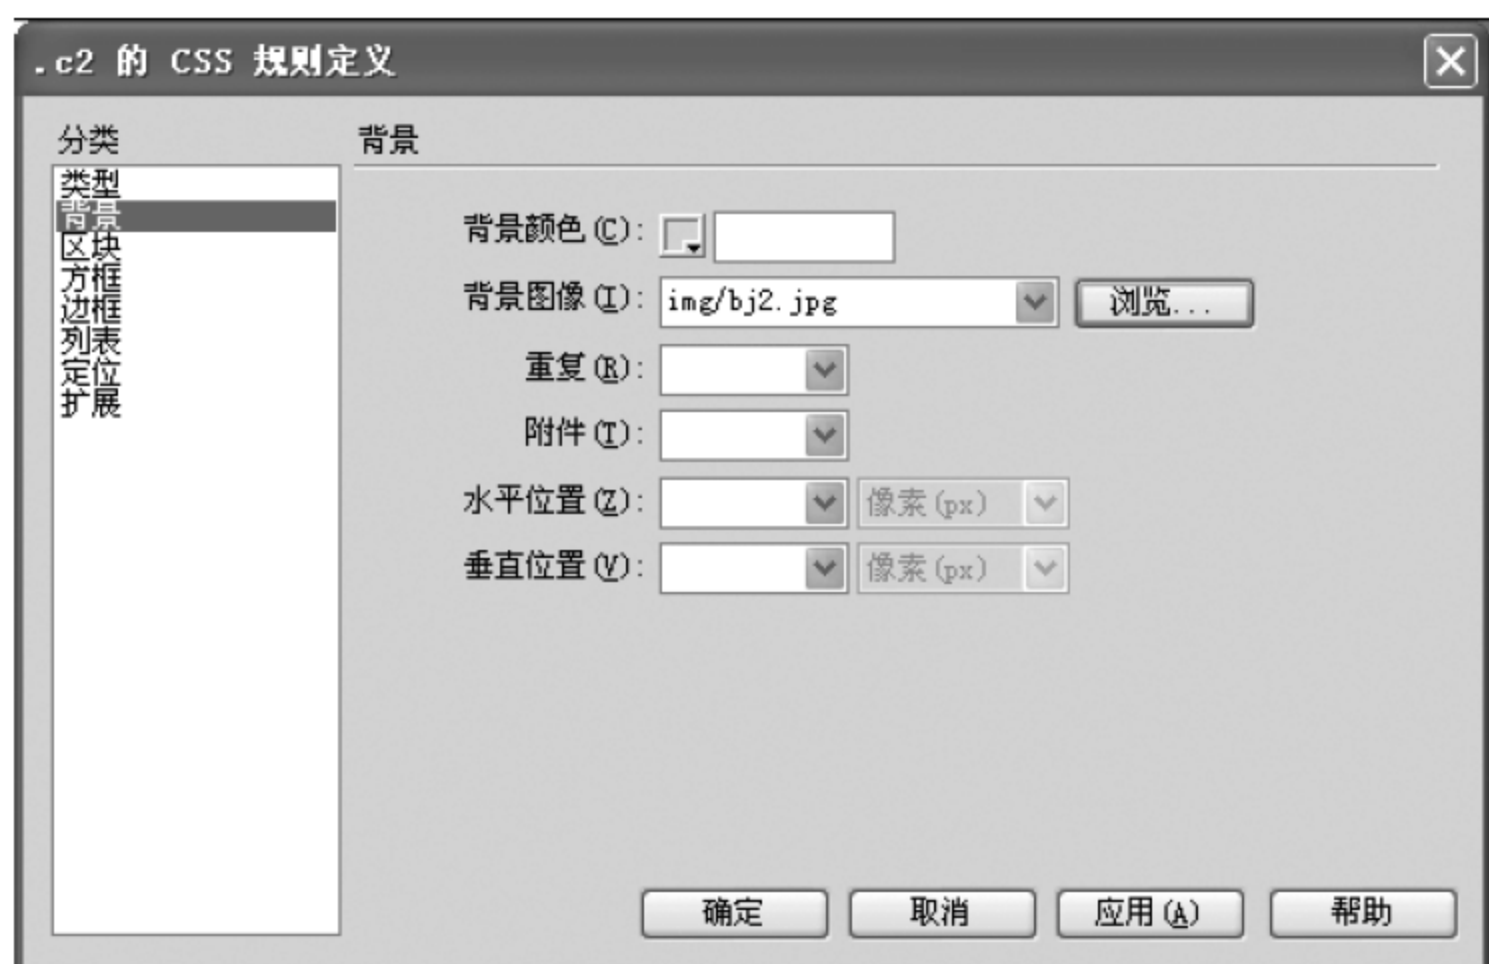 .c2 的 CSS 规则定义
分类
背景
类型
背景
区块
方框
边框
列表
定位
扩展
背景颜色(C):
背景图像(I): img/bj2.jpg 浏览...
重复(R):
附件(T):
水平位置(Z): 像素(px)
垂直位置(V): 像素(px)
确定 取消 应用(A) 帮助